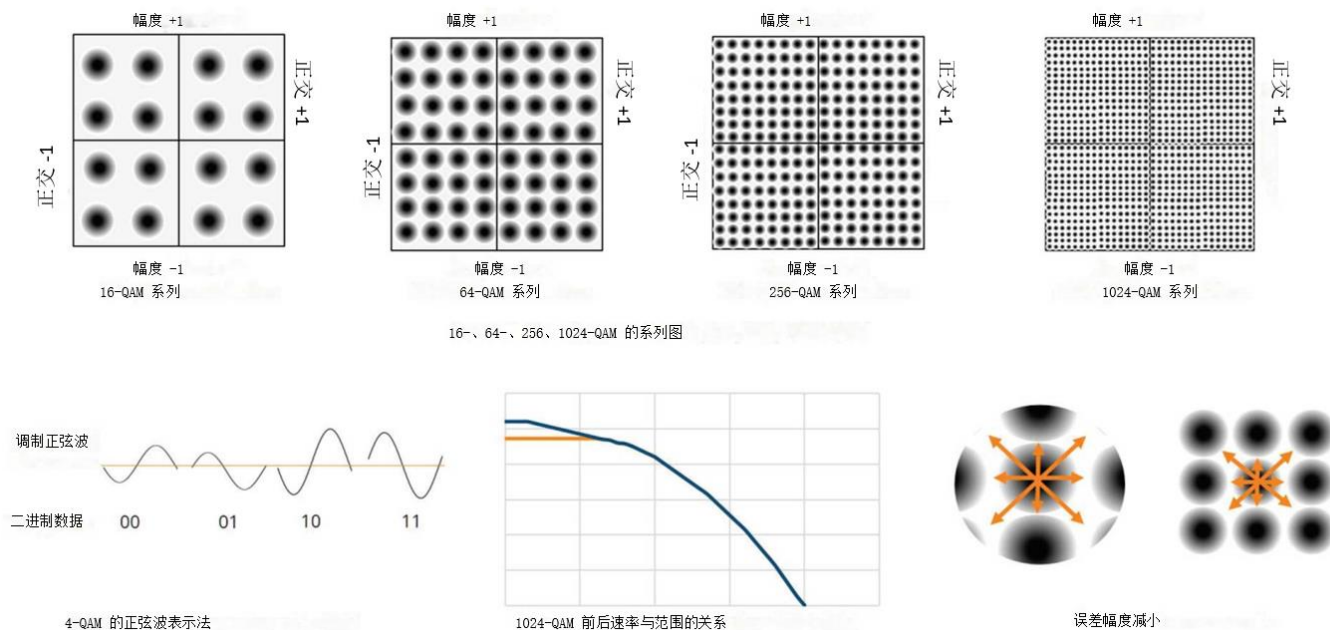 幅度 +1
幅度 +1
幅度 +1
幅度 +1
正交 +1
正交 +1
正交 +1
正交 +1
正交 -1
正交 -1
正交 -1
幅度 -1
幅度 -1
幅度 -1
幅度 -1
16-QAM 系列
64-QAM 系列
256-QAM 系列
1024-QAM 系列
16-、64-、256、1024-QAM 的系列图
调制正弦波
二进制数据
00
01
10
11
4-QAM 的正弦波表示法
1024-QAM 前后速率与范围的关系
误差幅度减小